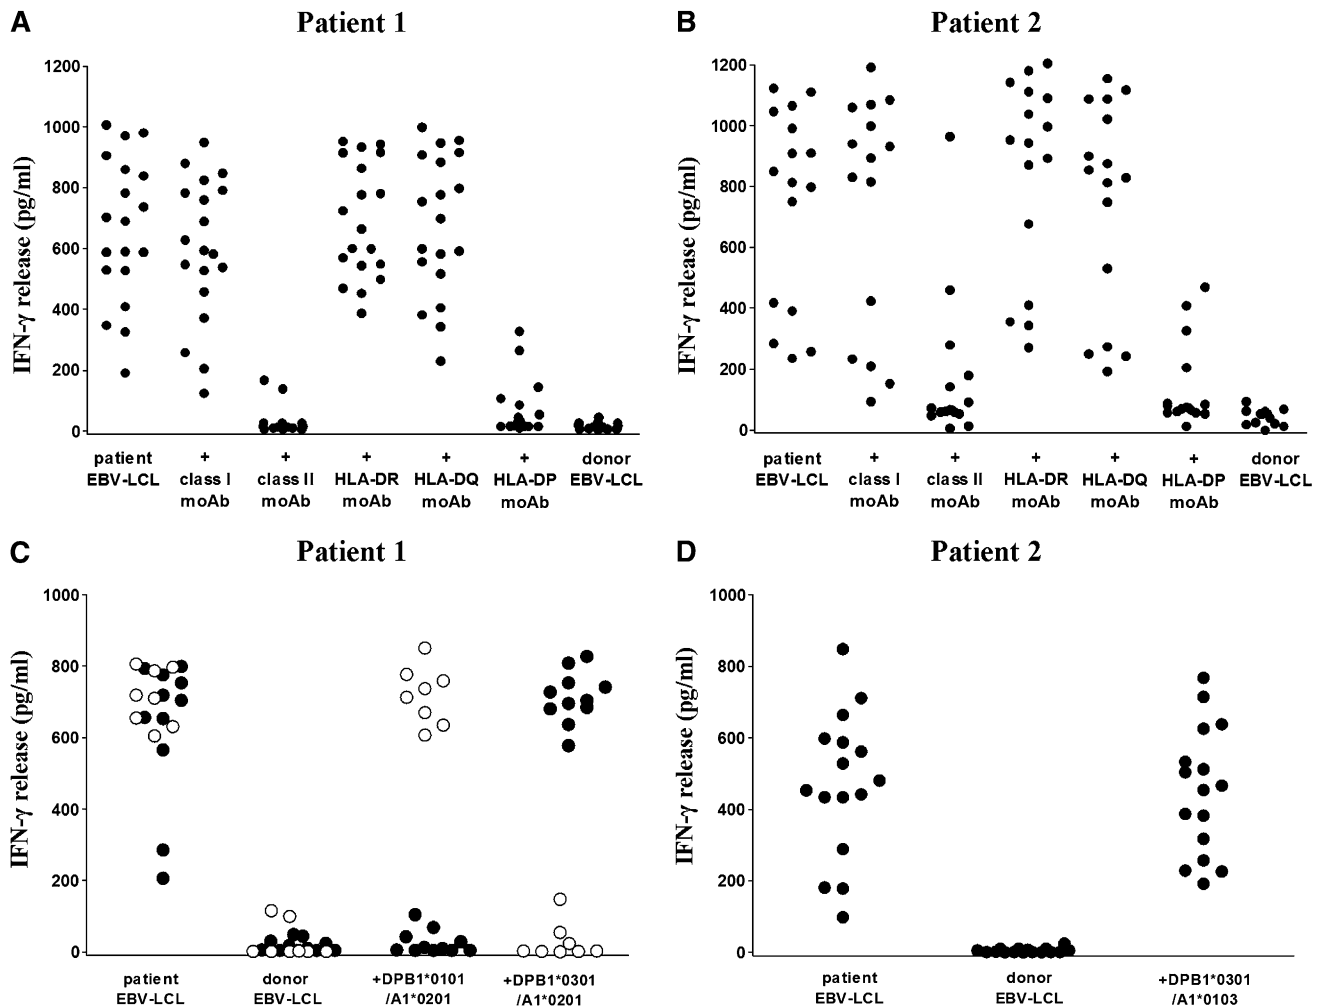 A Patient 1
IFN-γ release (pg/ml)
1200
1000
800
600
400
200
0
patient + + + + + donor
EBV-LCL class I class II HLA-DR HLA-DQ HLA-DP EBV-LCL
moAb moAb moAb moAb moAb
B Patient 2
IFN-γ release (pg/ml)
1200
1000
800
600
400
200
0
patient + + + + + donor
EBV-LCL class I class II HLA-DR HLA-DQ HLA-DP EBV-LCL
moAb moAb moAb moAb moAb
C Patient 1
IFN-γ release (pg/ml)
1000
800
600
400
200
0
patient donor +DPB1*0101 +DPB1*0301
EBV-LCL EBV-LCL /A1*0201 /A1*0201
D Patient 2
IFN-γ release (pg/ml)
1000
800
600
400
200
0
patient donor +DPB1*0301
EBV-LCL EBV-LCL /A1*0103